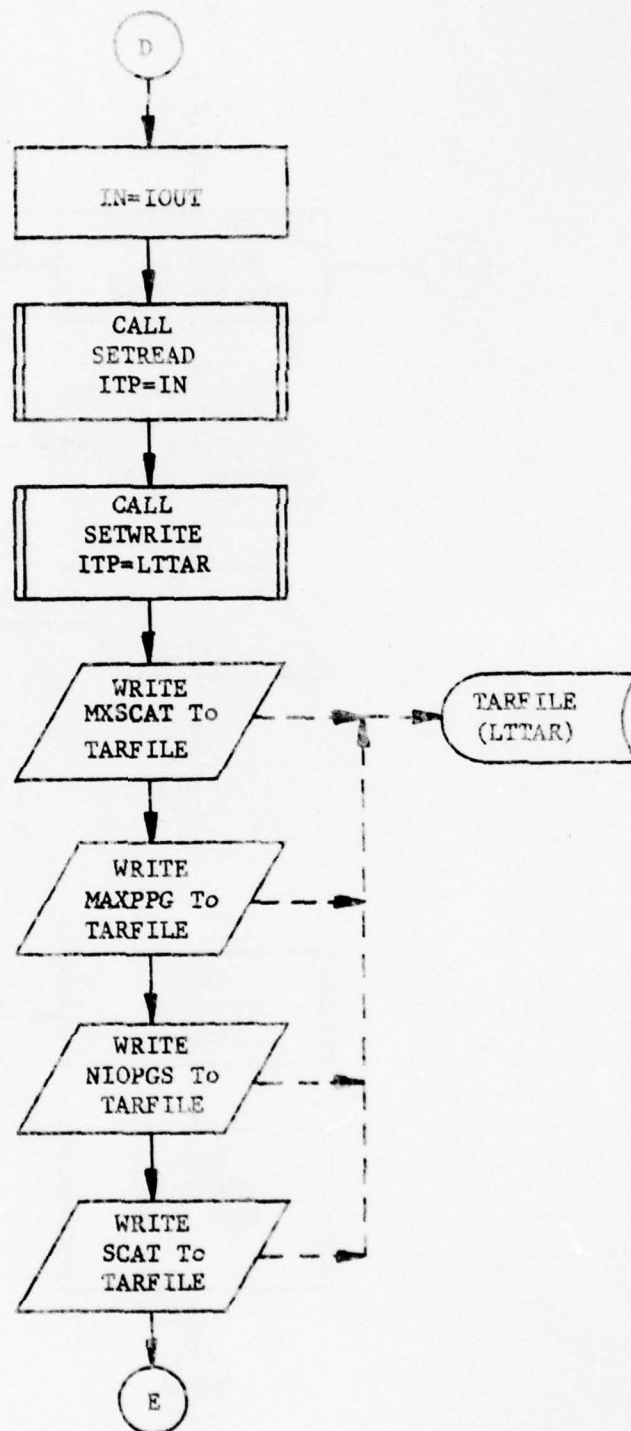 D
IN=IOUT
CALL
SETREAD
ITP=IN
CALL
SETWRITE
ITP=LTTAR
WRITE
MXSCAT To
TARFILE
TARFILE
(LTTAR)
WRITE
MAXPPG To
TARFILE
WRITE
NIOPGS To
TARFILE
WRITE
SCAT To
TARFILE
E